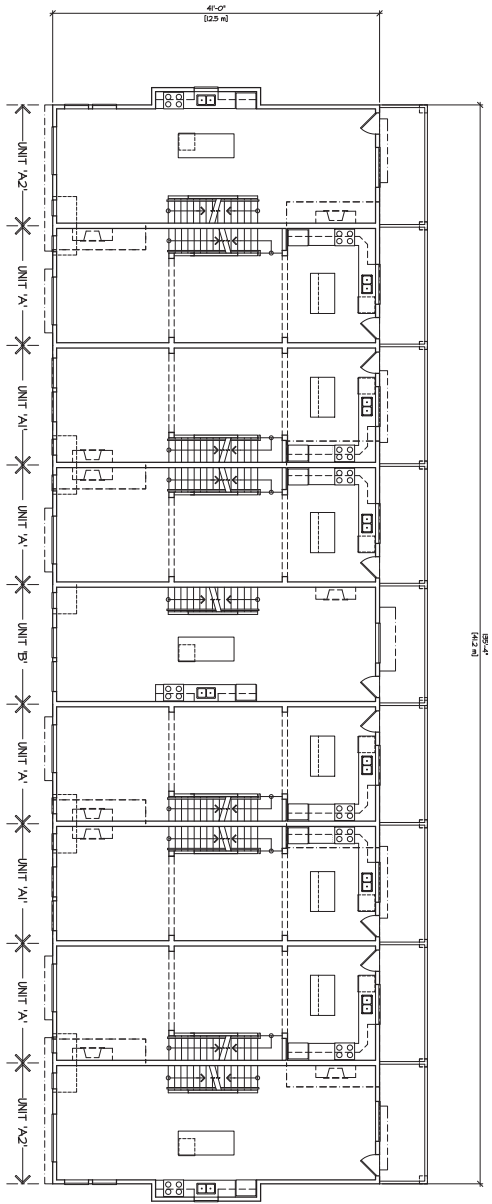 41'-0"
[12.5 m]
UNIT 'A2'
UNIT 'A'
UNIT 'A1'
UNIT 'A'
UNIT 'B'
UNIT 'A'
UNIT 'A1'
UNIT 'A'
UNIT 'A2'
135'-4"
[41.2 m]